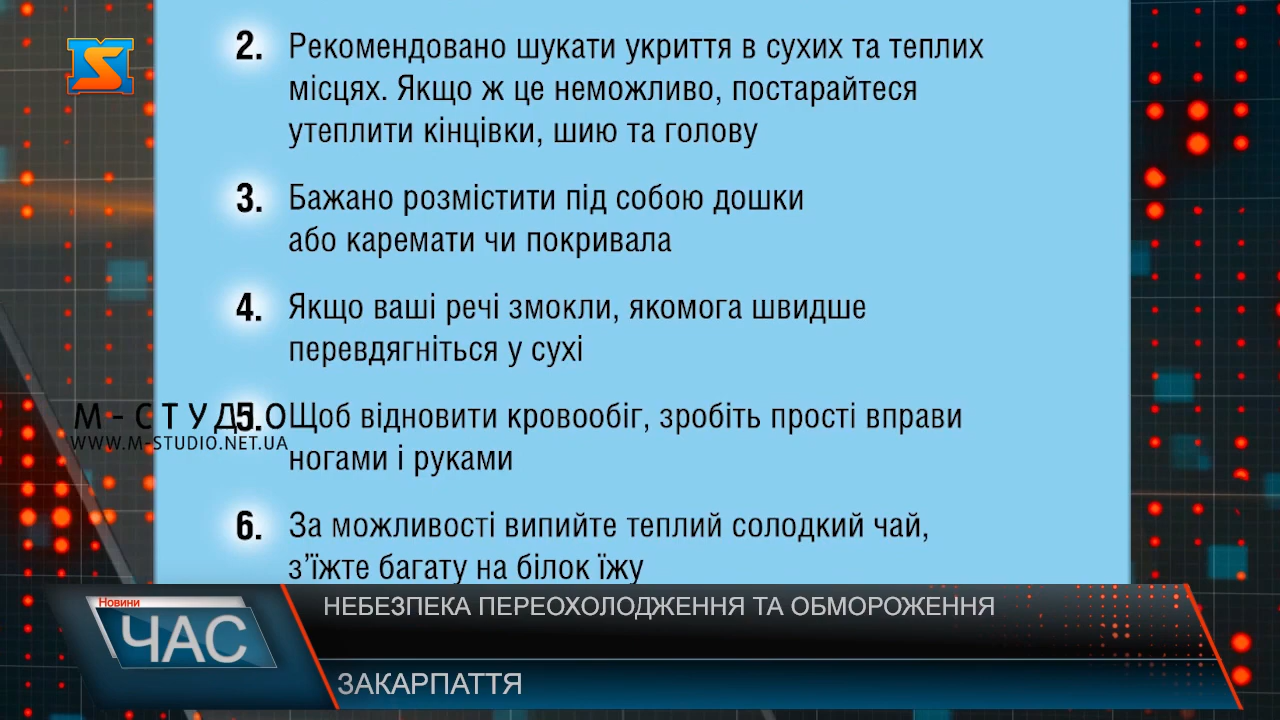 2. Рекомендовано шукати укриття в сухих та теплих
місцях. Якщо ж це неможливо, постарайтеся
утеплити кінцівки, шию та голову
3. Бажано розмістити під собою дошки
або каремати чи покривала
4. Якщо ваші речі змокли, якомога швидше
перевдягніться у сухі
М-СТУДІО
WWW.M-STUDIO.NET.UA
5. Щоб відновити кровообіг, зробіть прості вправи
ногами і руками
6. За можливості випийте теплий солодкий чай,
з’їжте багату на білок їжу
Новини
ЧАС
НЕБЕЗПЕКА ПЕРЕОХОЛОДЖЕННЯ ТА ОБМОРОЖЕННЯ
ЗАКАРПАТТЯ